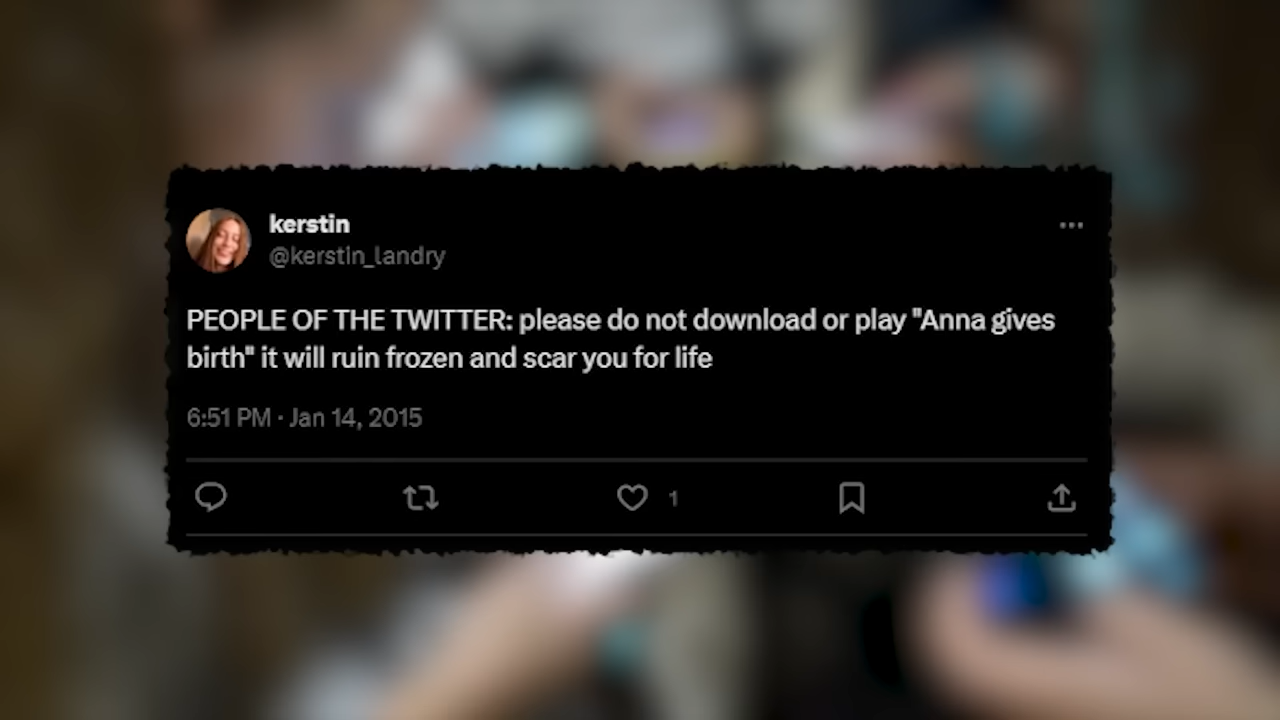 kerstin
@kerstin_landry
PEOPLE OF THE TWITTER: please do not download or play "Anna gives
birth" it will ruin frozen and scar you for life
6:51 PM · Jan 14, 2015
1